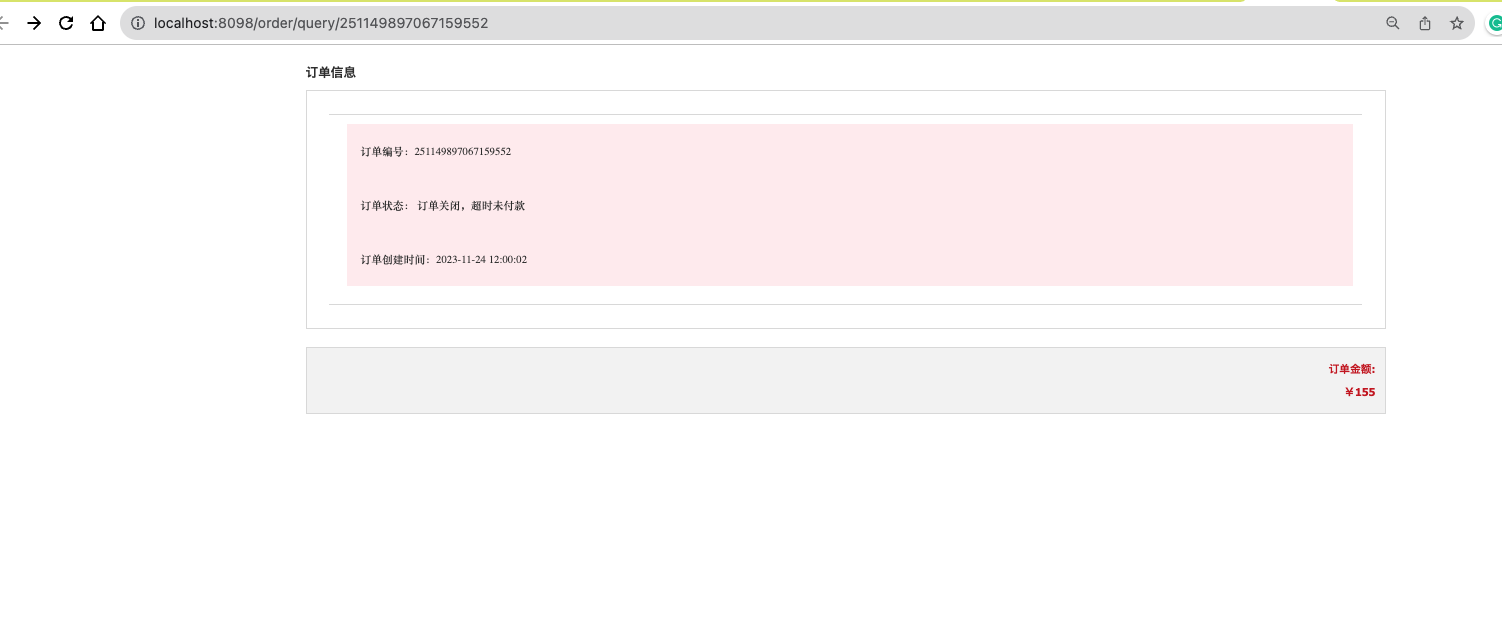 localhost:8098/order/query/251149897067159552
订单信息
订单编号：251149897067159552
订单状态： 订单关闭，超时未付款
订单创建时间：2023-11-24 12:00:02
订单金额:
￥155